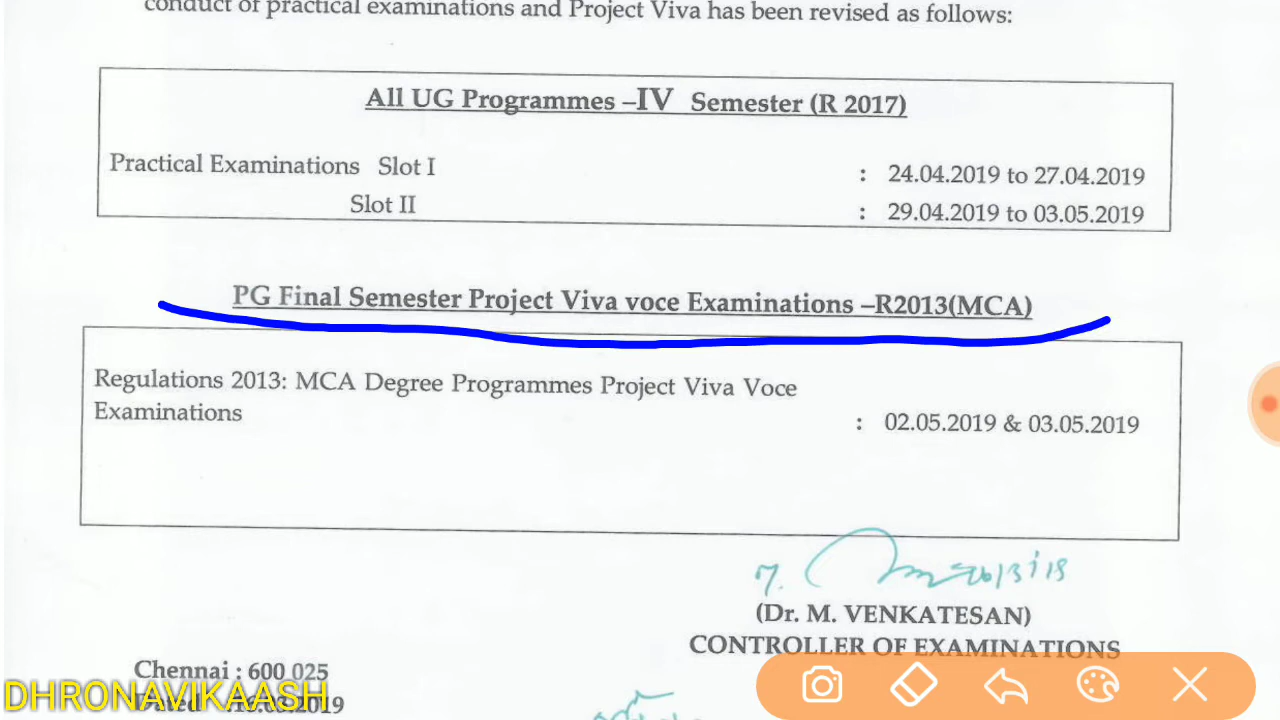 conduct of practical examinations and Project Viva has been revised as follows:
All UG Programmes –IV Semester (R 2017)
Practical Examinations Slot I : 24.04.2019 to 27.04.2019
Slot II : 29.04.2019 to 03.05.2019
PG Final Semester Project Viva voce Examinations –R2013(MCA)
Regulations 2013: MCA Degree Programmes Project Viva Voce
Examinations : 02.05.2019 & 03.05.2019
(Dr. M. VENKATESAN)
CONTROLLER OF EXAMINATIONS
Chennai : 600 025
DHRONAVIKAASH